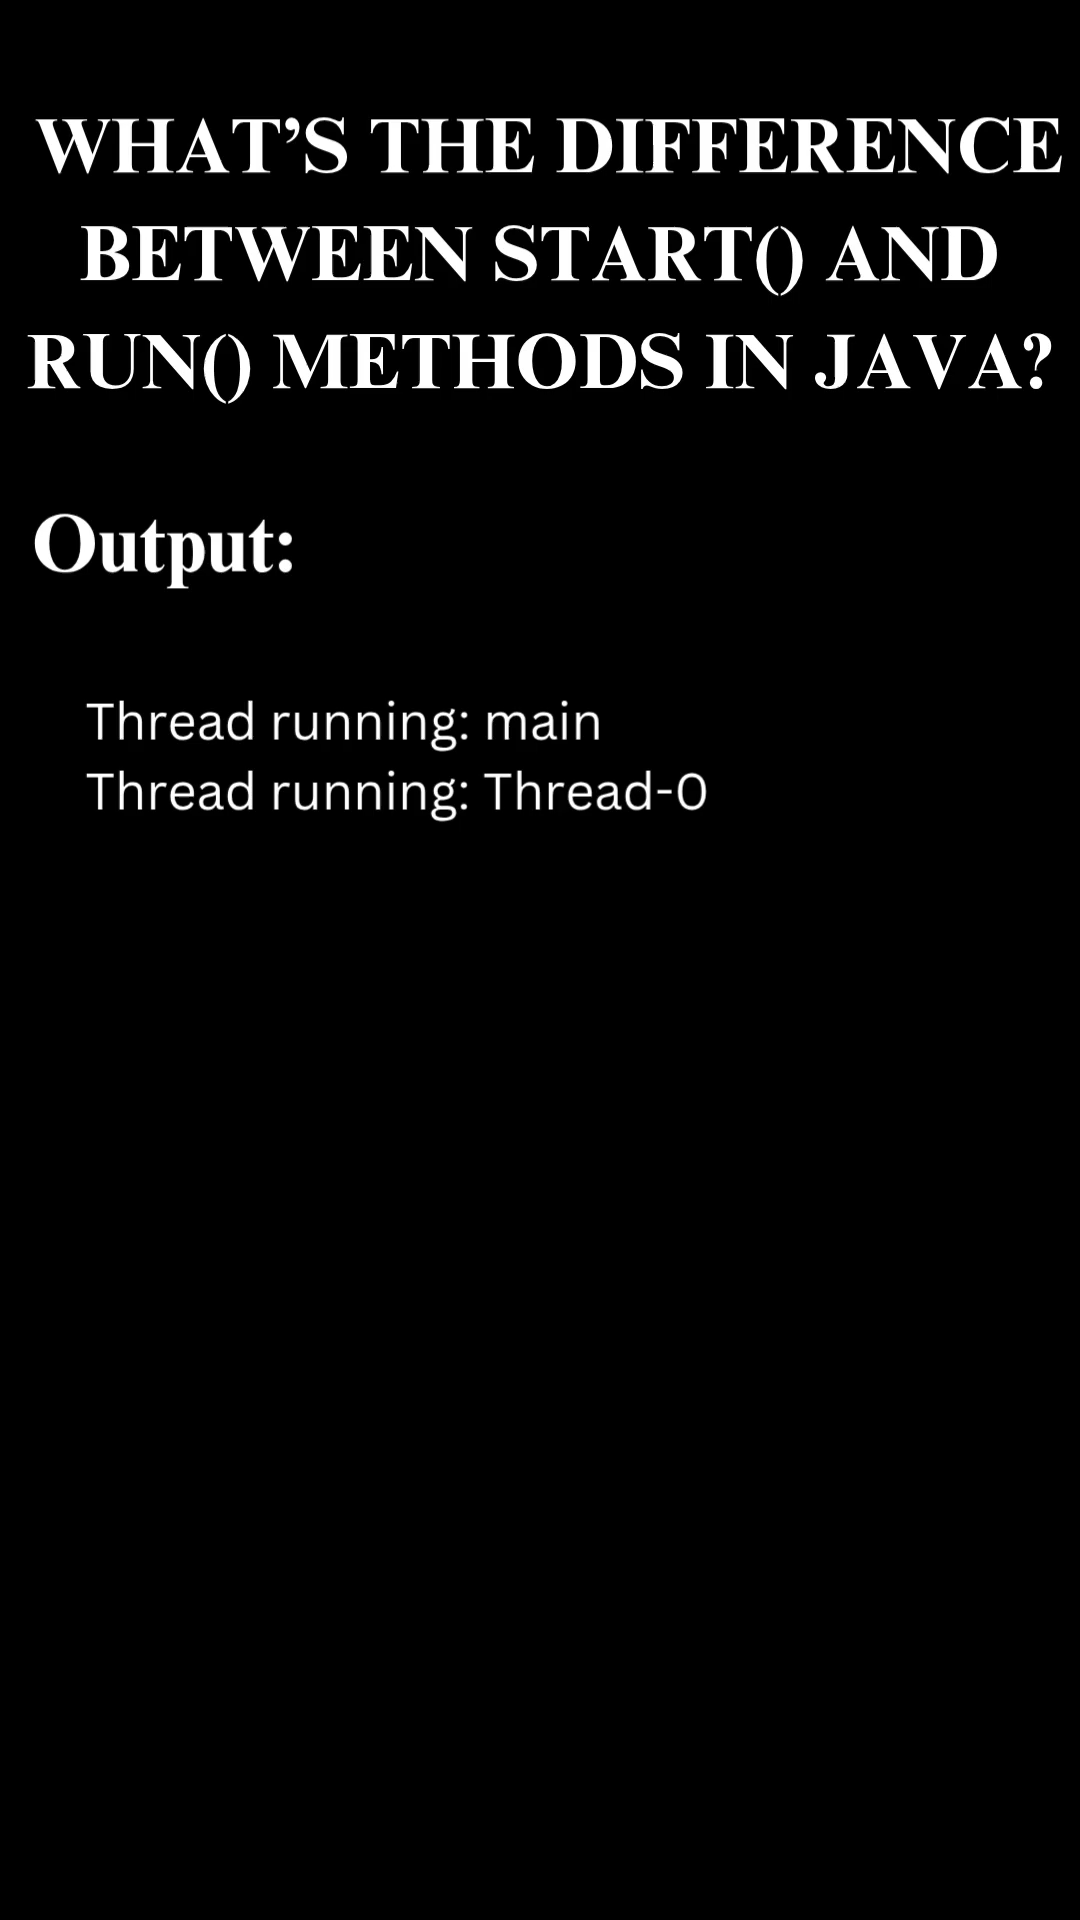 WHAT’S THE DIFFERENCE
BETWEEN START() AND
RUN() METHODS IN JAVA?
Output:
Thread running: main
Thread running: Thread-0